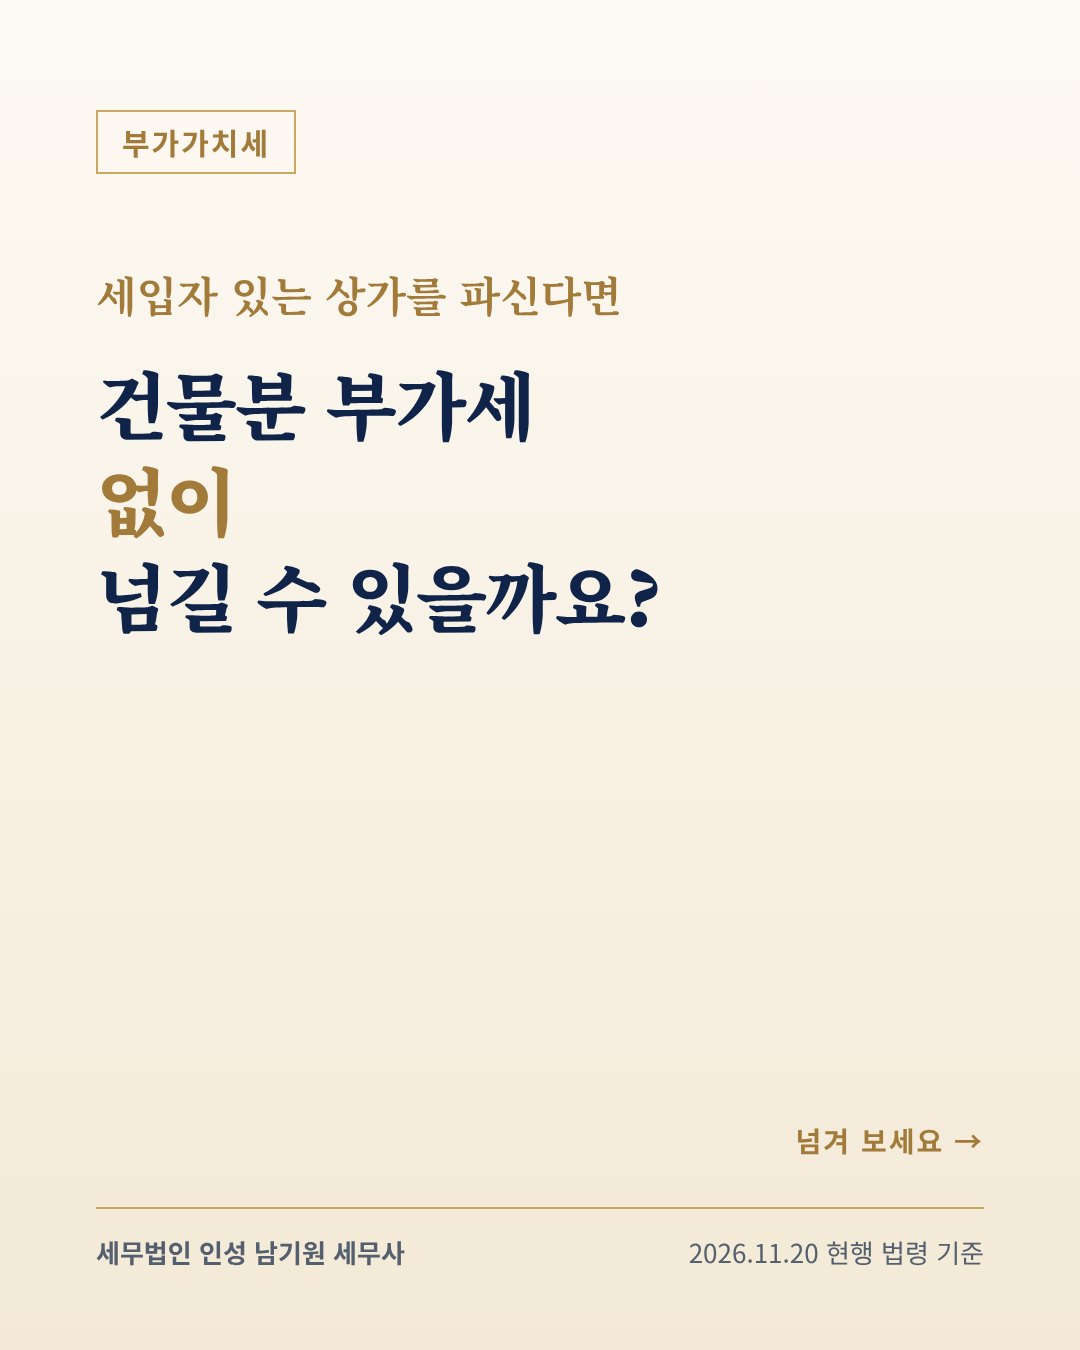 부가가치세
세입자 있는 상가를 파신다면
건물분 부가세
없이
넘길 수 있을까요?
넘겨 보세요 →
세무법인 인성 남기원 세무사
2026.11.20 현행 법령 기준